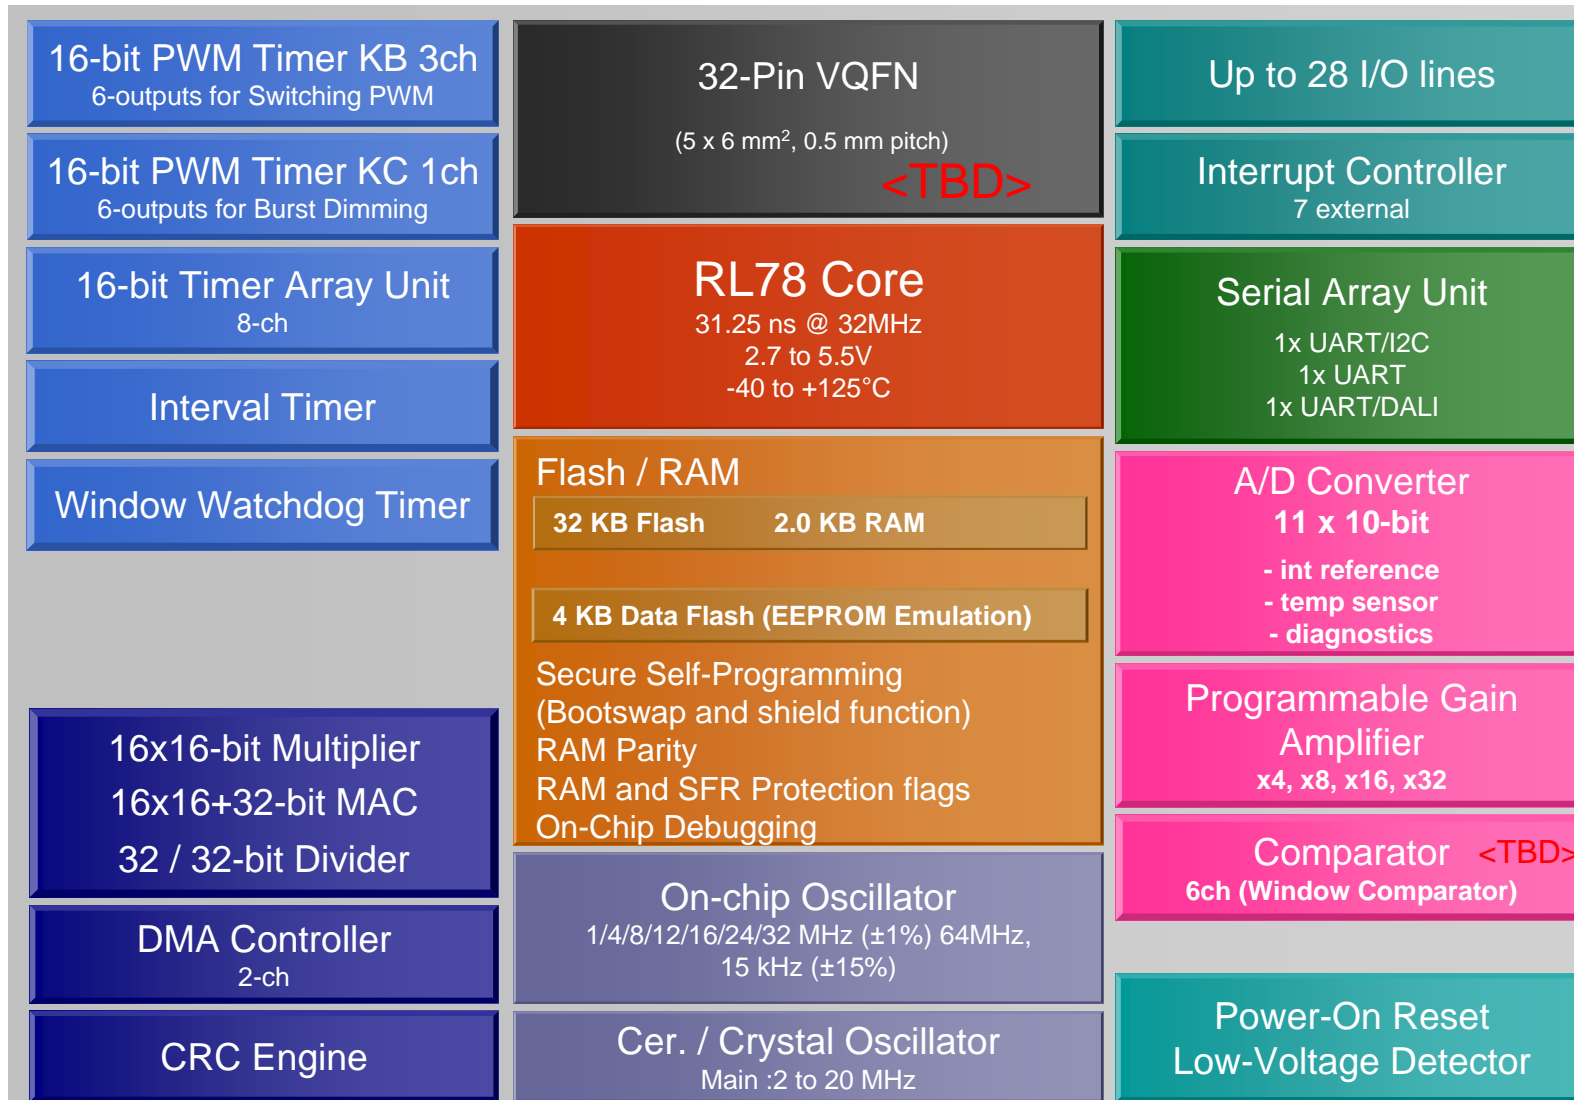 16-bit PWM Timer KB 3ch
6-outputs for Switching PWM
16-bit PWM Timer KC 1ch
6-outputs for Burst Dimming
16-bit Timer Array Unit
8-ch
Interval Timer
Window Watchdog Timer
16x16-bit Multiplier
16x16+32-bit MAC
32 / 32-bit Divider
DMA Controller
2-ch
CRC Engine
32-Pin VQFN
(5 x 6 mm², 0.5 mm pitch)
<TBD>
RL78 Core
31.25 ns @ 32MHz
2.7 to 5.5V
-40 to +125°C
Flash / RAM
32 KB Flash 2.0 KB RAM
4 KB Data Flash (EEPROM Emulation)
Secure Self-Programming
(Bootswap and shield function)
RAM Parity
RAM and SFR Protection flags
On-Chip Debugging
On-chip Oscillator
1/4/8/12/16/24/32 MHz (±1%) 64MHz,
15 kHz (±15%)
Cer. / Crystal Oscillator
Main :2 to 20 MHz
Up to 28 I/O lines
Interrupt Controller
7 external
Serial Array Unit
1x UART/I2C
1x UART
1x UART/DALI
A/D Converter
11 x 10-bit
- int reference
- temp sensor
- diagnostics
Programmable Gain
Amplifier
x4, x8, x16, x32
Comparator <TBD>
6ch (Window Comparator)
Power-On Reset
Low-Voltage Detector